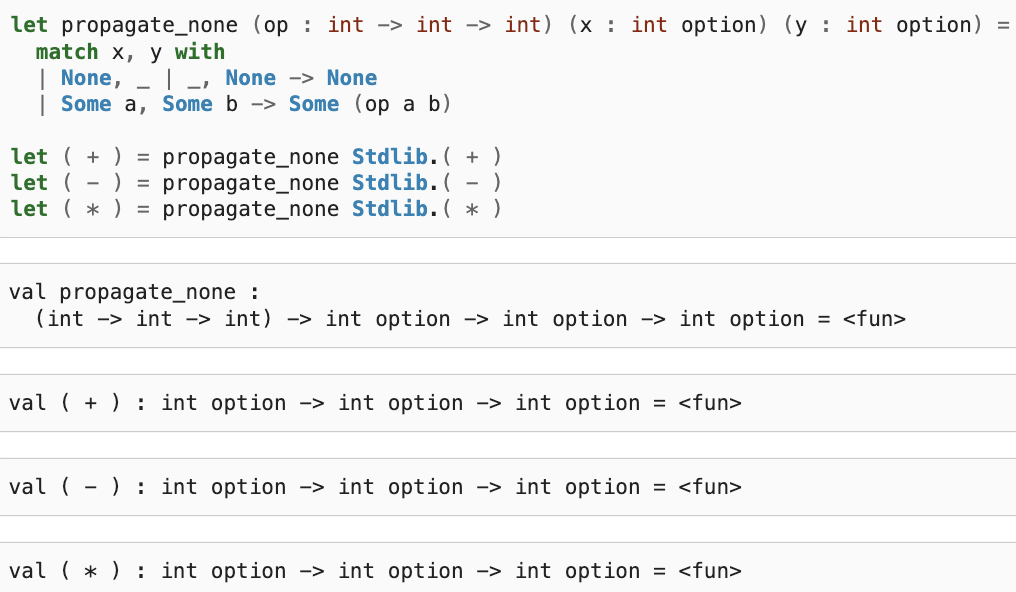 let propagate_none (op : int -> int -> int) (x : int option) (y : int option) =
  match x, y with
  | None, _ | _, None -> None
  | Some a, Some b -> Some (op a b)

let ( + ) = propagate_none Stdlib.( + )
let ( - ) = propagate_none Stdlib.( - )
let ( * ) = propagate_none Stdlib.( * )
val propagate_none :
  (int -> int -> int) -> int option -> int option -> int option = <fun>
val ( + ) : int option -> int option -> int option = <fun>
val ( - ) : int option -> int option -> int option = <fun>
val ( * ) : int option -> int option -> int option = <fun>